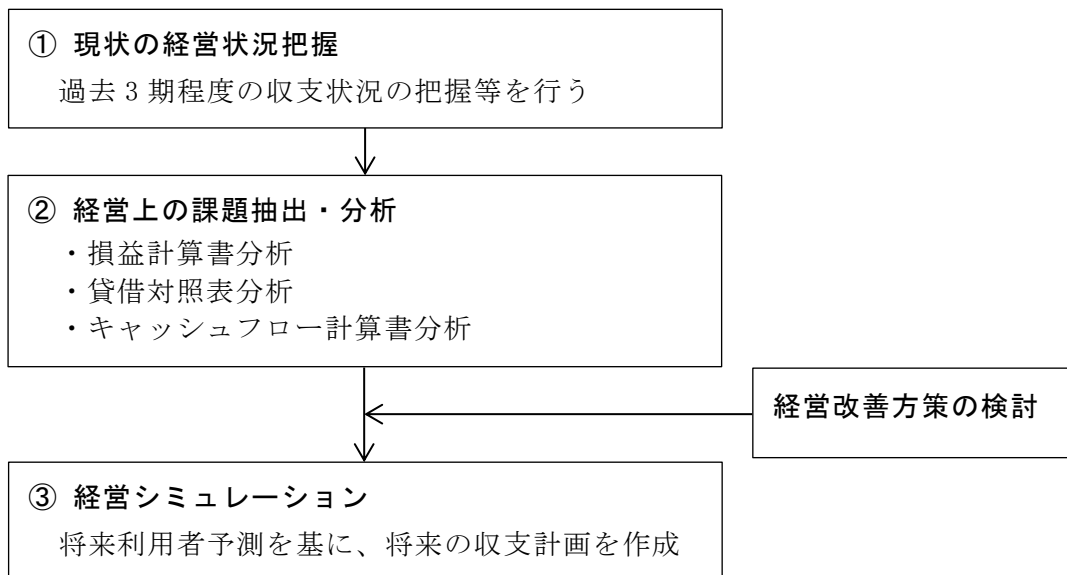 ① 現状の経営状況把握
過去 3 期程度の収支状況の把握等を行う
② 経営上の課題抽出・分析
・損益計算書分析
・貸借対照表分析
・キャッシュフロー計算書分析
経営改善方策の検討
③ 経営シミュレーション
将来利用者予測を基に、将来の収支計画を作成